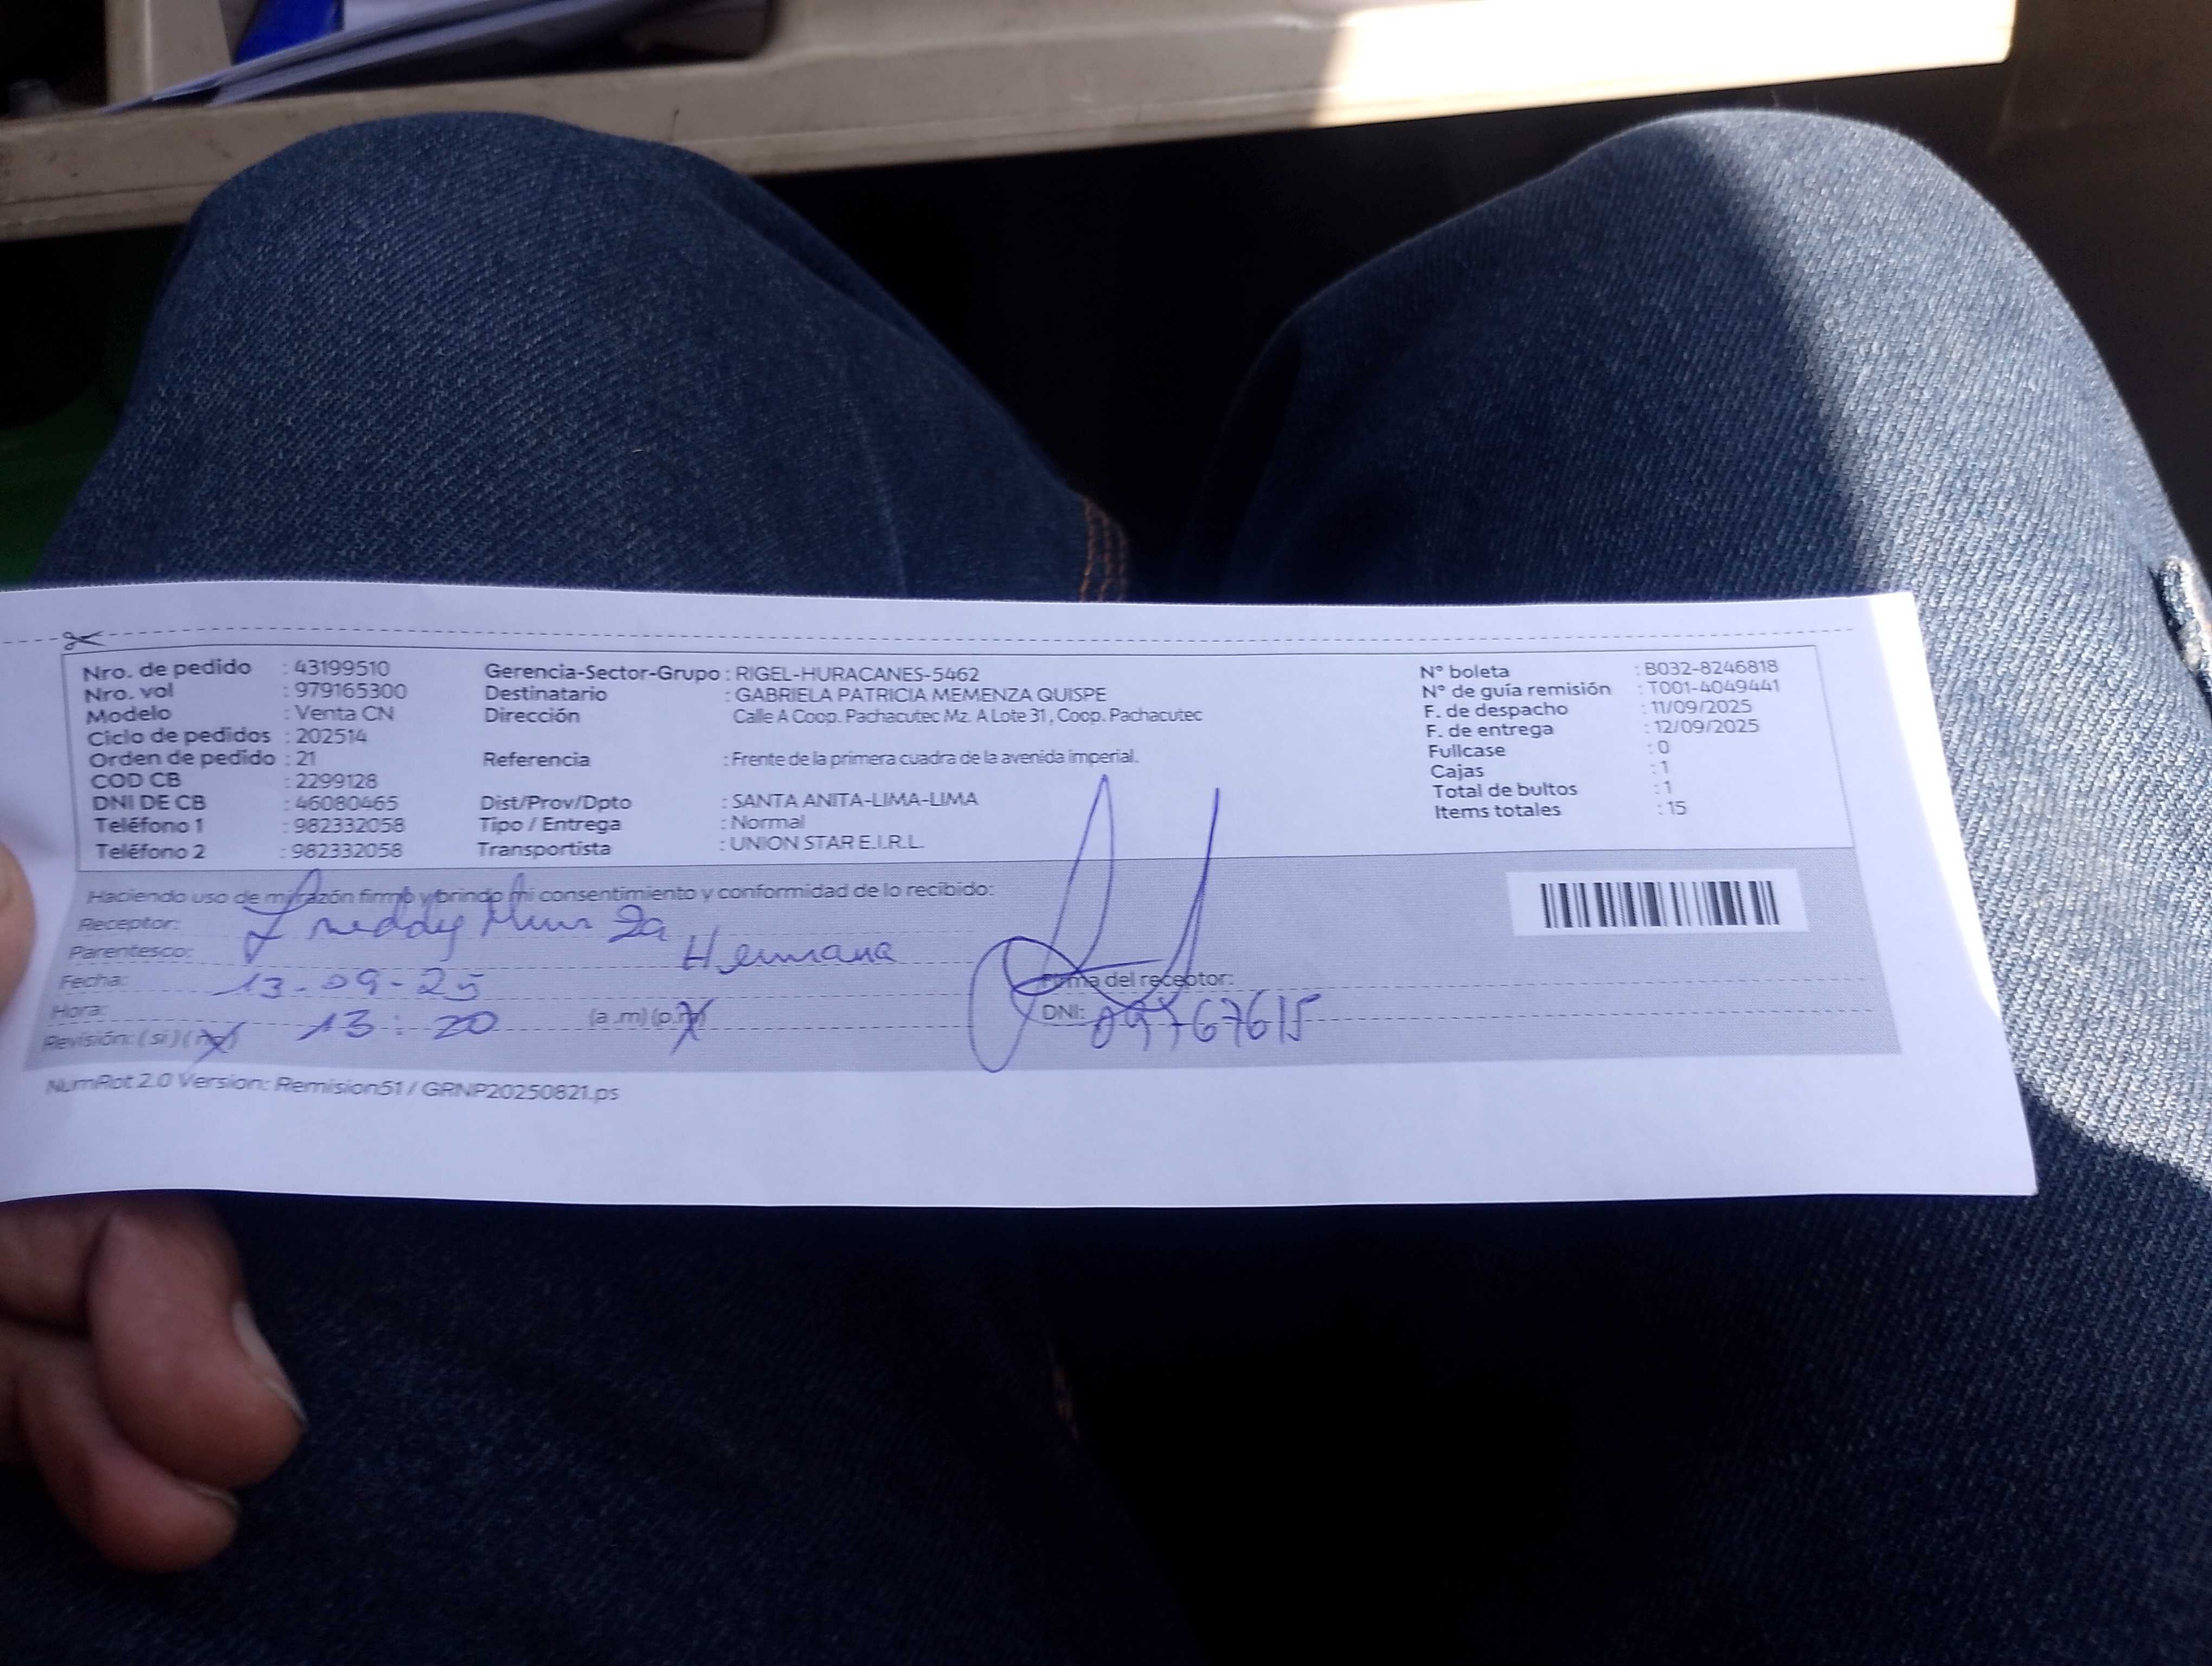 Nro. de pedido : 43199510
Nro. vol : 979165300
Modelo : Venta CN
Ciclo de pedidos : 202514
Orden de pedido : 21
COD CB : 2299128
DNI DE CB : 46080465
Teléfono 1 : 982332058
Teléfono 2 : 982332058
Gerencia-Sector-Grupo : RIGEL-HURACANES-5462
Destinatario : GABRIELA PATRICIA MEMENZA QUISPE
Dirección Calle A Coop. Pachacutec Mz. A Lote 31, Coop. Pachacutec
Referencia : Frente de la primera cuadra de la avenida imperial.
Dist/Prov/Dpto : SANTA ANITA-LIMA-LIMA
Tipo / Entrega : Normal
Transportista : UNION STAR E.I.R.L.
N° boleta : B032-8246818
N° de guía remisión : T001-4049441
F. de despacho : 11/09/2025
F. de entrega : 12/09/2025
Fullcase : 0
Cajas : 1
Total de bultos : 1
Items totales : 15
Haciendo uso de mi razón firmo y brindo mi consentimiento y conformidad de lo recibido:
Receptor: Freddy
Parentesco: Hermana
Fecha: 13-09-25
Hora: 13:20 (a.m) (p.m)
Revisión: (si) (no)
Firma del receptor:
DNI: 09767615
NumRot 2.0 Version: Remision51 / GRNP20250821.ps